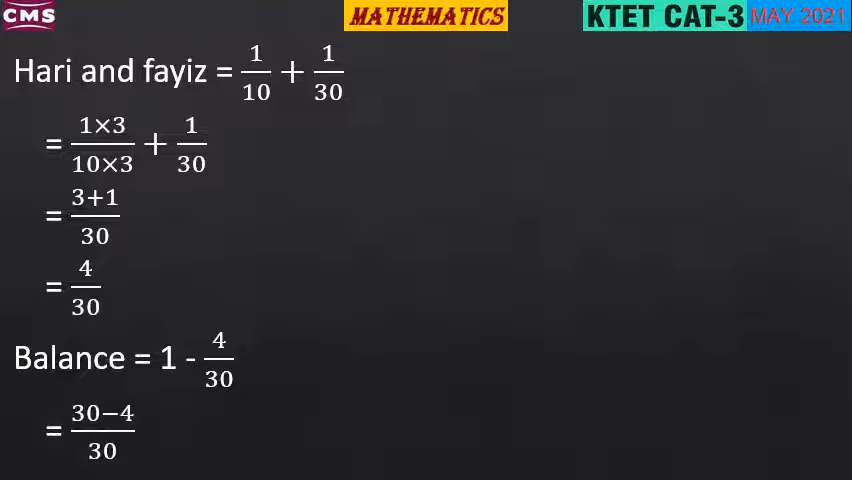 CMS
MATHEMATICS
KTET CAT-3
MAY 2021
Hari and fayiz = 1/10 + 1/30
= 1×3/10×3 + 1/30
= 3+1/30
= 4/30
Balance = 1 - 4/30
= 30−4/30